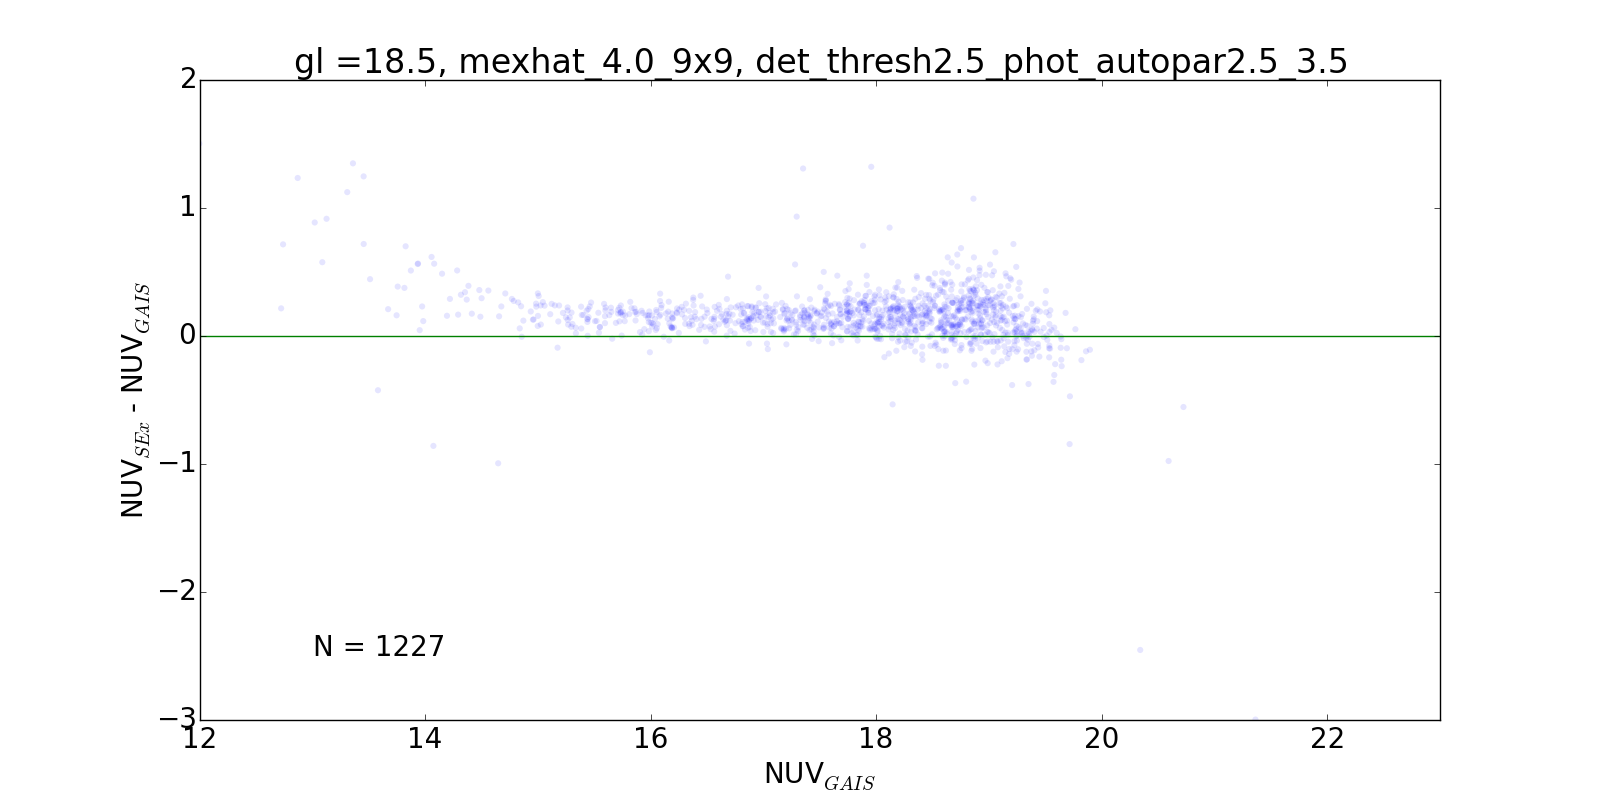 gl =18.5, mexhat_4.0_9x9, det_thresh2.5_phot_autopar2.5_3.5
2
1
0
−1
−2
−3
NUV_SEx - NUV_GAIS
N = 1227
12 14 16 18 20 22
NUV_GAIS